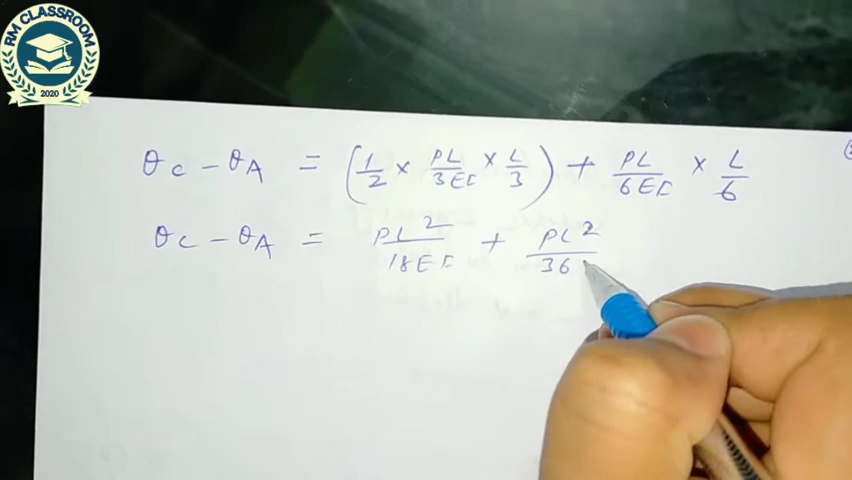 RM CLASSROOM
2020
θC - θA = (1/2 × PL/3EI × L/3) + PL/6EI × L/6
θC - θA = PL²/18EI + PL²/36